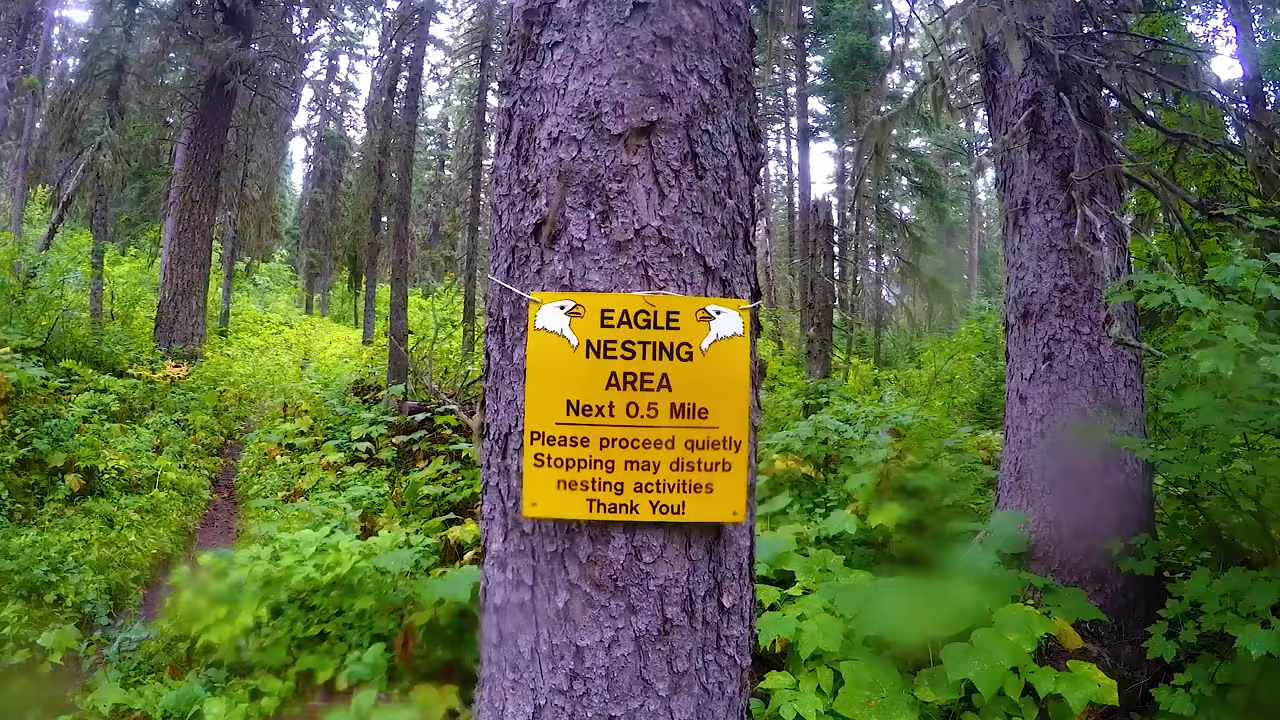 EAGLE
NESTING
AREA
Next 0.5 Mile
Please proceed quietly
Stopping may disturb
nesting activities
Thank You!